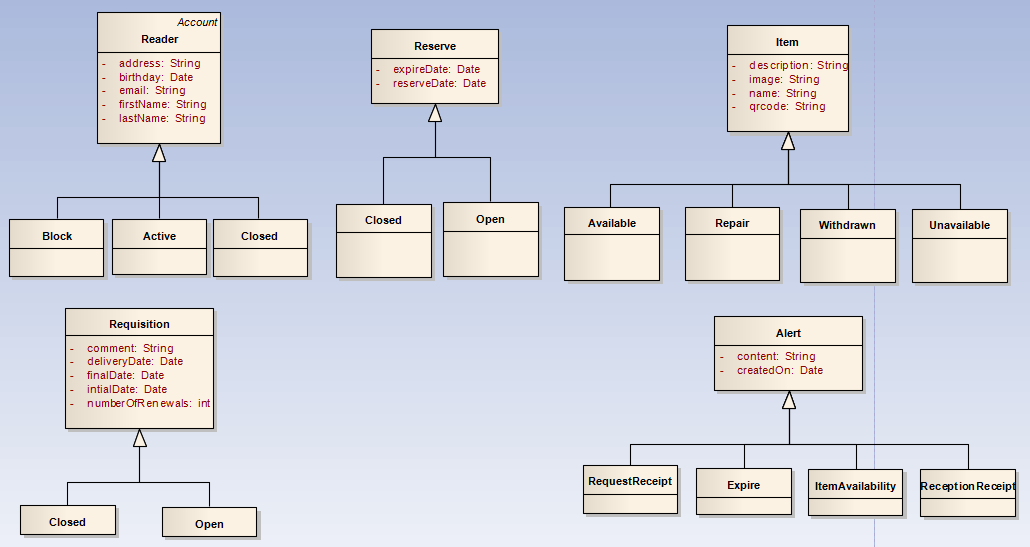 Account
Reader
- address: String
- birthday: Date
- email: String
- firstName: String
- lastName: String
Block
Active
Closed
Reserve
- expireDate: Date
- reserveDate: Date
Closed
Open
Item
- description: String
- image: String
- name: String
- qrcode: String
Available
Repair
Withdrawn
Unavailable
Requisition
- comment: String
- deliveryDate: Date
- finalDate: Date
- intialDate: Date
- numberOfRenewals: int
Closed
Open
Alert
- content: String
- createdOn: Date
RequestReceipt
Expire
ItemAvailability
ReceptionReceipt